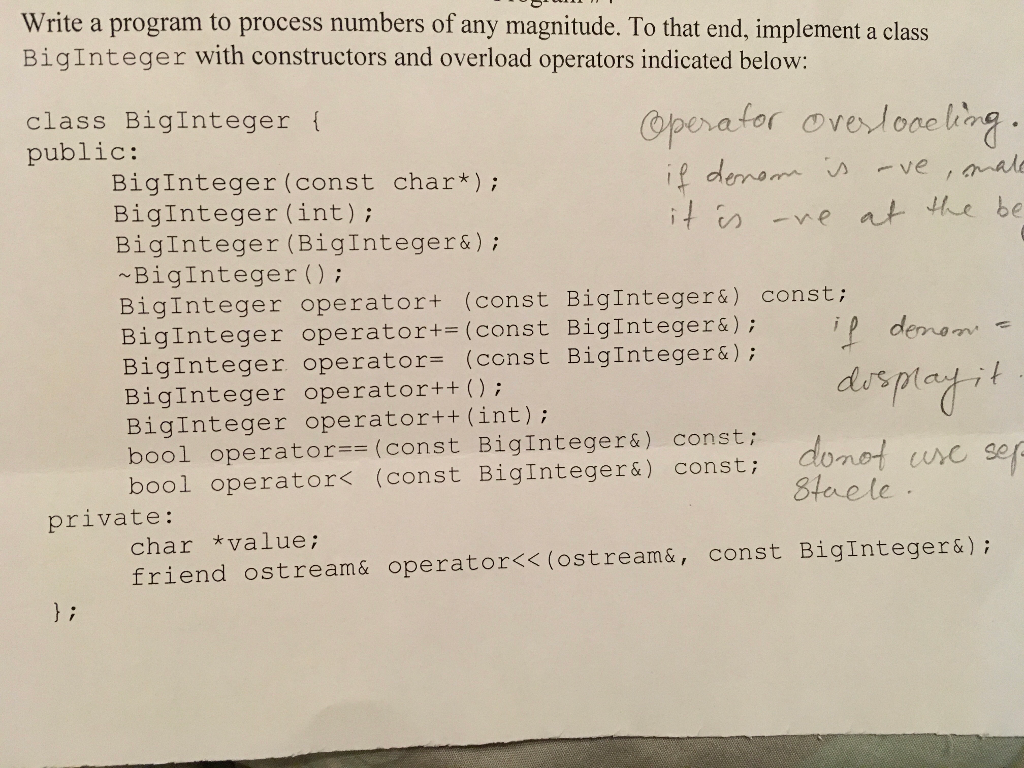 Write a program to process numbers of any magnitude. To that end, implement a class
BigInteger with constructors and overload operators indicated below:
class BigInteger {
public:
BigInteger(const char*);
BigInteger(int);
BigInteger(BigInteger&);
~BigInteger();
BigInteger operator+ (const BigInteger&) const;
BigInteger operator+=(const BigInteger&);
BigInteger operator= (const BigInteger&);
BigInteger operator++();
BigInteger operator++(int);
bool operator==(const BigInteger&) const;
bool operator< (const BigInteger&) const;
private:
char *value;
friend ostream& operator<<(ostream&, const BigInteger&);
};
Operator overloading.
if denom is -ve,
it is -ve at the be
if denom =
display it.
donot use sep
Stack.